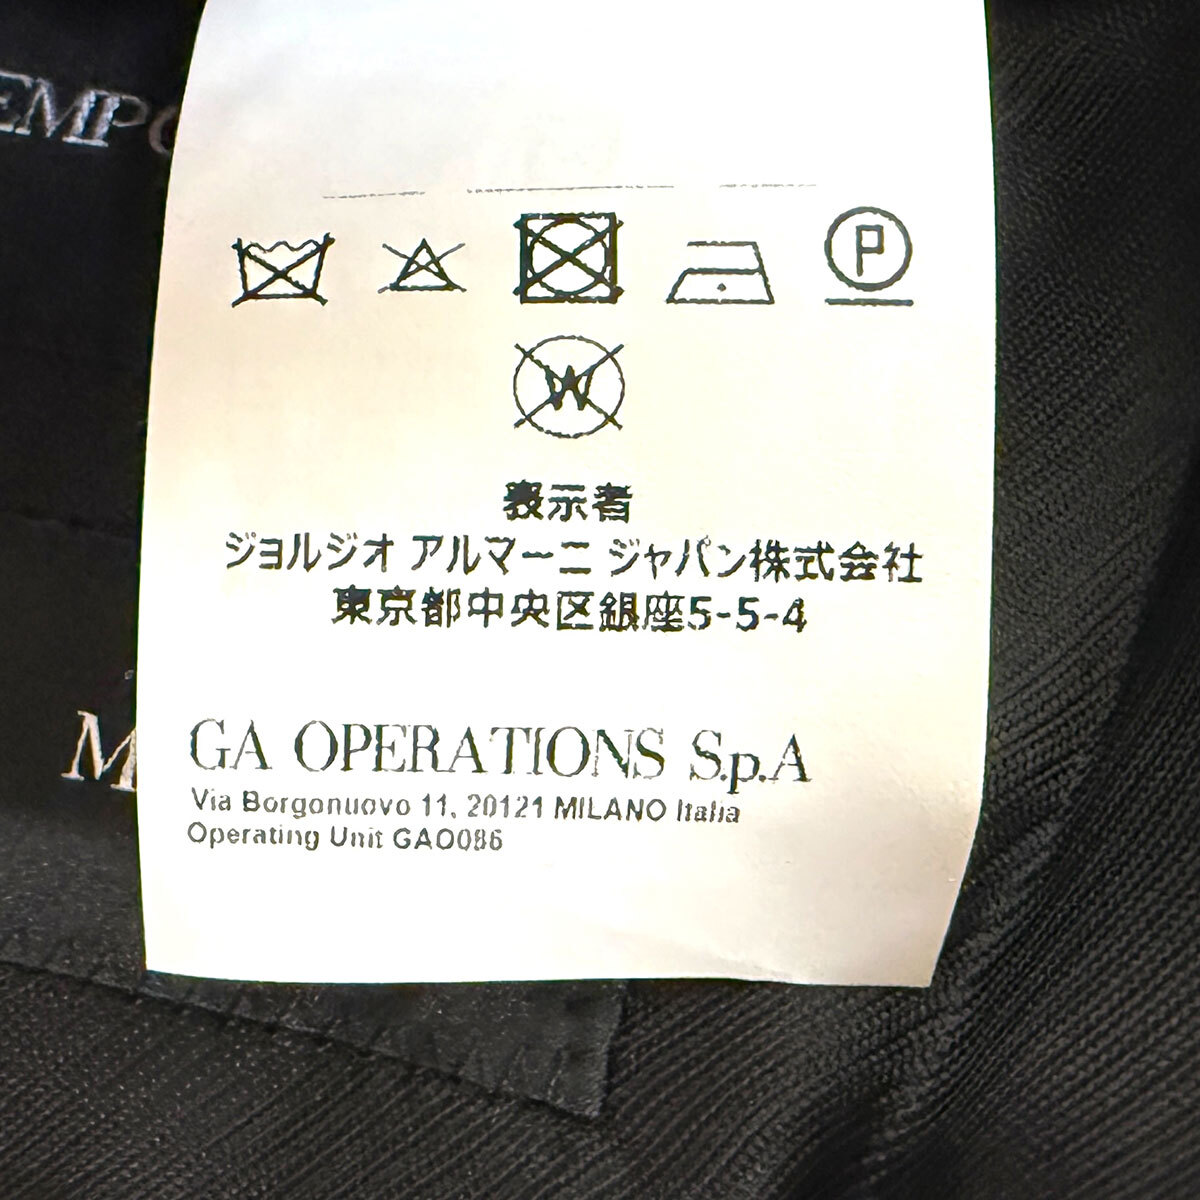 EMPO
P
W
表示者
ジョルジオ アルマーニ ジャパン株式会社
東京都中央区銀座5-5-4
M
GA OPERATIONS S.p.A
Via Borgonuovo 11, 20121 MILANO Italia
Operating Unit GAO086